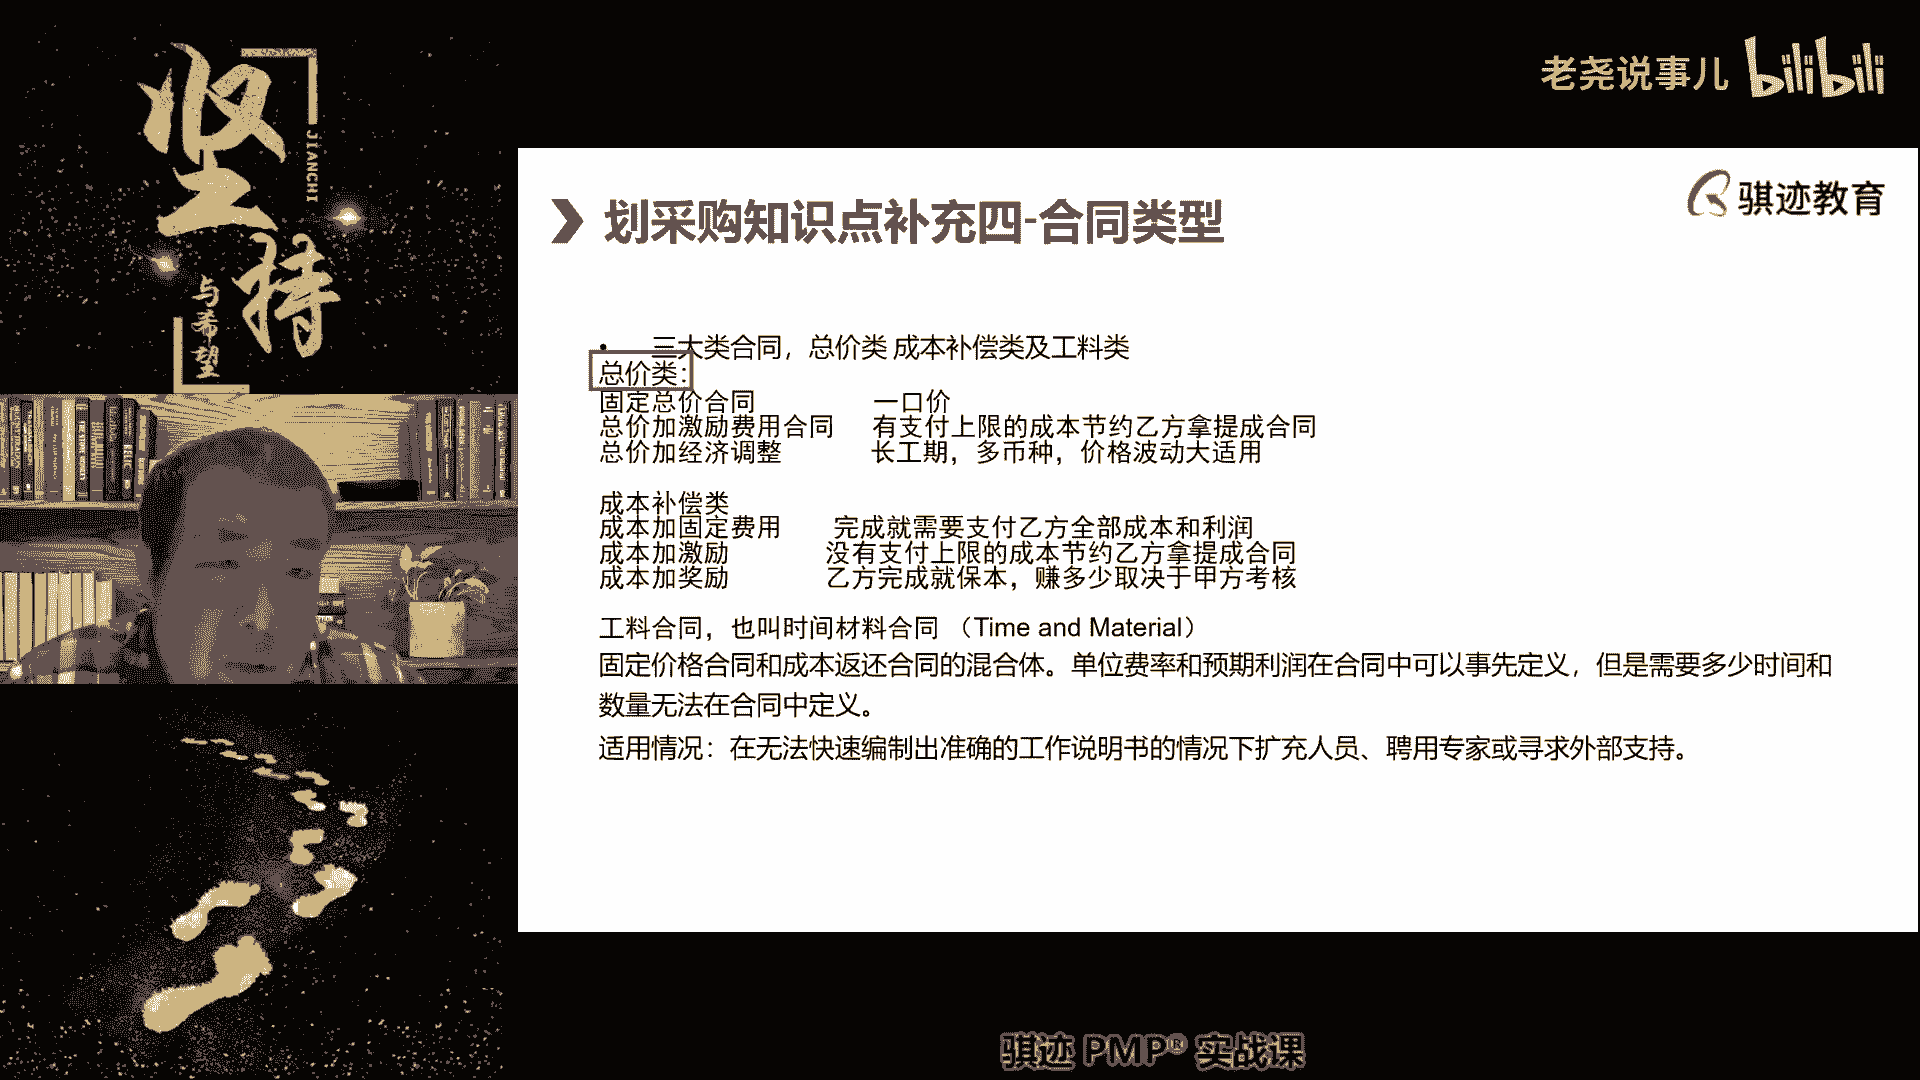 坚持
JIANCHI
与希望
老尧说事儿 bilibili
骐迹教育
划采购知识点补充四-合同类型
• 三大类合同，总价类 成本补偿类及工料类
总价类：
固定总价合同 一口价
总价加激励费用合同 有支付上限的成本节约乙方拿提成合同
总价加经济调整 长工期，多币种，价格波动大适用
成本补偿类
成本加固定费用 完成就需要支付乙方全部成本和利润
成本加激励 没有支付上限的成本节约乙方拿提成合同
成本加奖励 乙方完成就保本，赚多少取决于甲方考核
工料合同，也叫时间材料合同 （Time and Material）
固定价格合同和成本返还合同的混合体。单位费率和预期利润在合同中可以事先定义，但是需要多少时间和
数量无法在合同中定义。
适用情况：在无法快速编制出准确的工作说明书的情况下扩充人员、聘用专家或寻求外部支持。
骐迹 PMP® 实战课